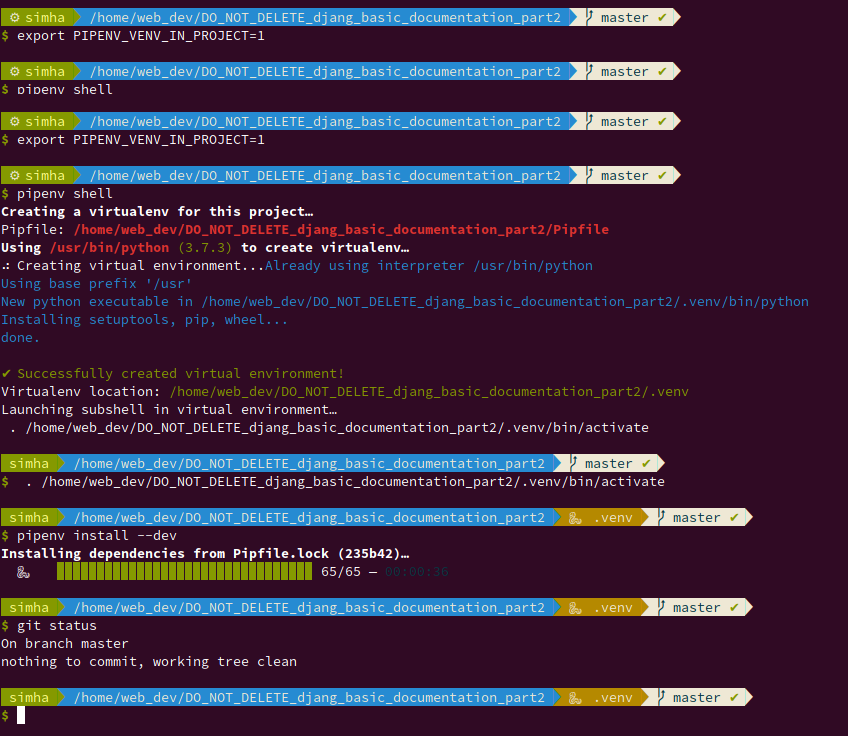 ⚙ simha /home/web_dev/DO_NOT_DELETE_djang_basic_documentation_part2 master ✔
$ export PIPENV_VENV_IN_PROJECT=1
⚙ simha /home/web_dev/DO_NOT_DELETE_djang_basic_documentation_part2 master ✔
$ pipenv shell
⚙ simha /home/web_dev/DO_NOT_DELETE_djang_basic_documentation_part2 master ✔
$ export PIPENV_VENV_IN_PROJECT=1
⚙ simha /home/web_dev/DO_NOT_DELETE_djang_basic_documentation_part2 master ✔
$ pipenv shell
Creating a virtualenv for this project…
Pipfile: /home/web_dev/DO_NOT_DELETE_djang_basic_documentation_part2/Pipfile
Using /usr/bin/python (3.7.3) to create virtualenv…
⠴ Creating virtual environment...Already using interpreter /usr/bin/python
Using base prefix '/usr'
New python executable in /home/web_dev/DO_NOT_DELETE_djang_basic_documentation_part2/.venv/bin/python
Installing setuptools, pip, wheel...
done.
✔ Successfully created virtual environment!
Virtualenv location: /home/web_dev/DO_NOT_DELETE_djang_basic_documentation_part2/.venv
Launching subshell in virtual environment…
 . /home/web_dev/DO_NOT_DELETE_djang_basic_documentation_part2/.venv/bin/activate
simha /home/web_dev/DO_NOT_DELETE_djang_basic_documentation_part2 master ✔
$  . /home/web_dev/DO_NOT_DELETE_djang_basic_documentation_part2/.venv/bin/activate
simha /home/web_dev/DO_NOT_DELETE_djang_basic_documentation_part2 🐍 .venv master ✔
$ pipenv install --dev
Installing dependencies from Pipfile.lock (235b42)…
🐍 ▉▉▉▉▉▉▉▉▉▉▉▉▉▉▉▉▉▉▉▉▉▉▉▉▉▉▉▉▉▉▉▉ 65/65 — 00:00:36
simha /home/web_dev/DO_NOT_DELETE_djang_basic_documentation_part2 🐍 .venv master ✔
$ git status
On branch master
nothing to commit, working tree clean
simha /home/web_dev/DO_NOT_DELETE_djang_basic_documentation_part2 🐍 .venv master ✔
$